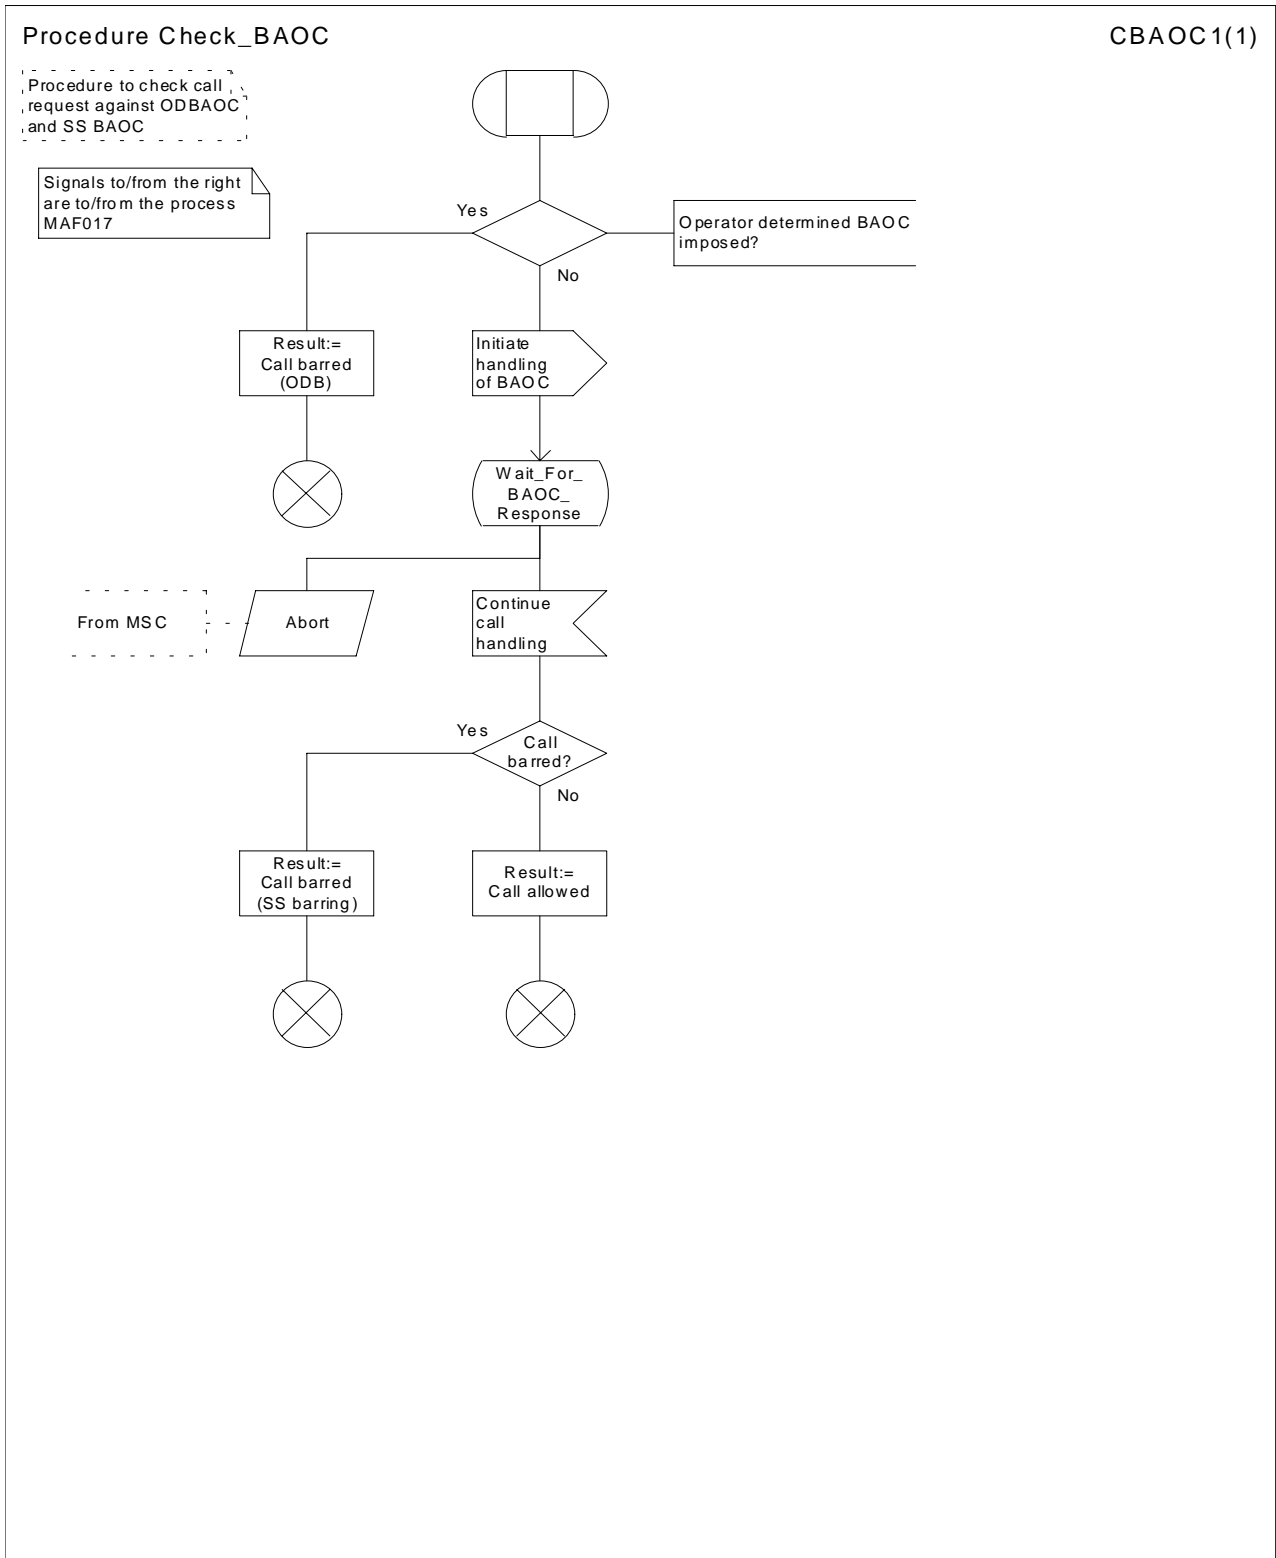 Procedure Check_BAOC
CBAOC1(1)
Procedure to check call
request against ODBAOC
and SS BAOC
Signals to/from the right
are to/from the process
MAF017
Yes
Operator determined BAOC
imposed?
No
Result:=
Call barred
(ODB)
Initiate
handling
of BAOC
Wait_For_
BAOC_
Response
From MSC
Abort
Continue
call
handling
Yes
Call
barred?
No
Result:=
Call barred
(SS barring)
Result:=
Call allowed